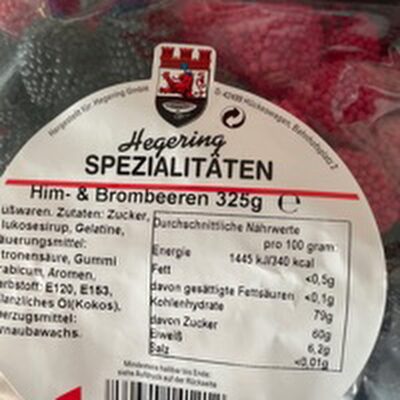 Hergestellt für: Hegering GmbH
D-42499 Hückeswagen, Bahnhofsplatz 2
Hegering
SPEZIALITÄTEN
Him- & Brombeeren 325g e
üßwaren. Zutaten: Zucker,
lukosesirup, Gelatine,
äuerungsmittel:
tronensäure, Gummi
rabicum, Aromen,
rbstoff: E120, E153,
lanzliches Öl(Kokos),
erzugsmittel:
rnaubawachs.
Durchschnittliche Nährwerte
pro 100 gram:
Energie 1445 kJ/340 kcal
Fett <0,5g
davon gesättigte Fettsäuren <0,1g
Kohlenhydrate 79g
davon Zucker 60g
Eiweiß 6,2g
Salz <0,01g
Mindestens haltbar bis Ende:
siehe Aufdruck auf der Rückseite